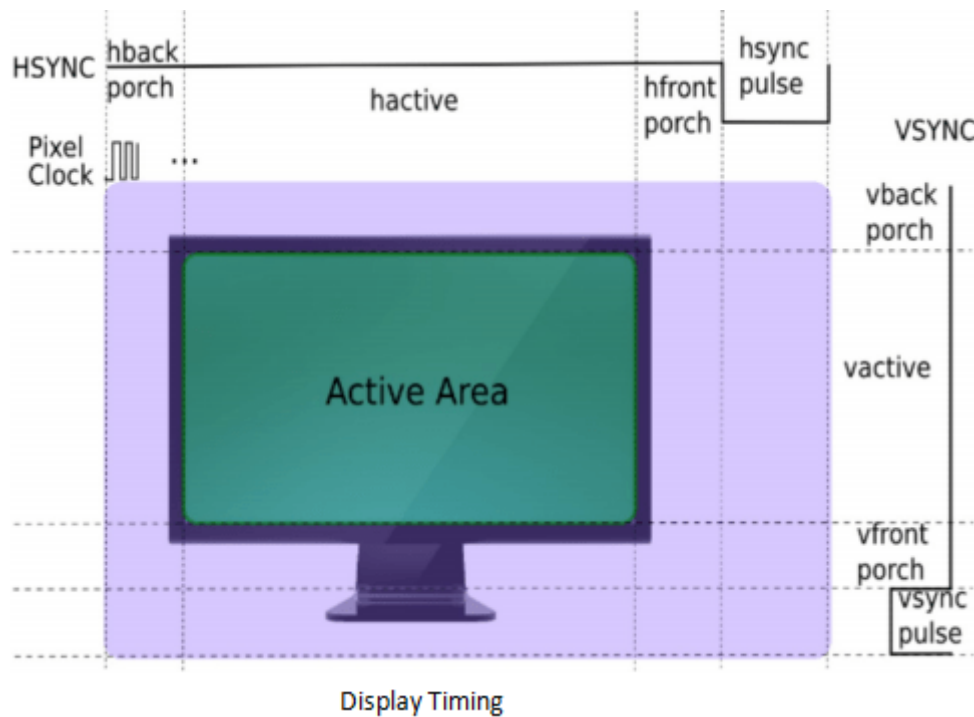 HSYNC
hback
porch
hactive
hfront
porch
hsync
pulse
VSYNC
Pixel
Clock
...
vback
porch
Active Area
vactive
vfront
porch
vsync
pulse
Display Timing